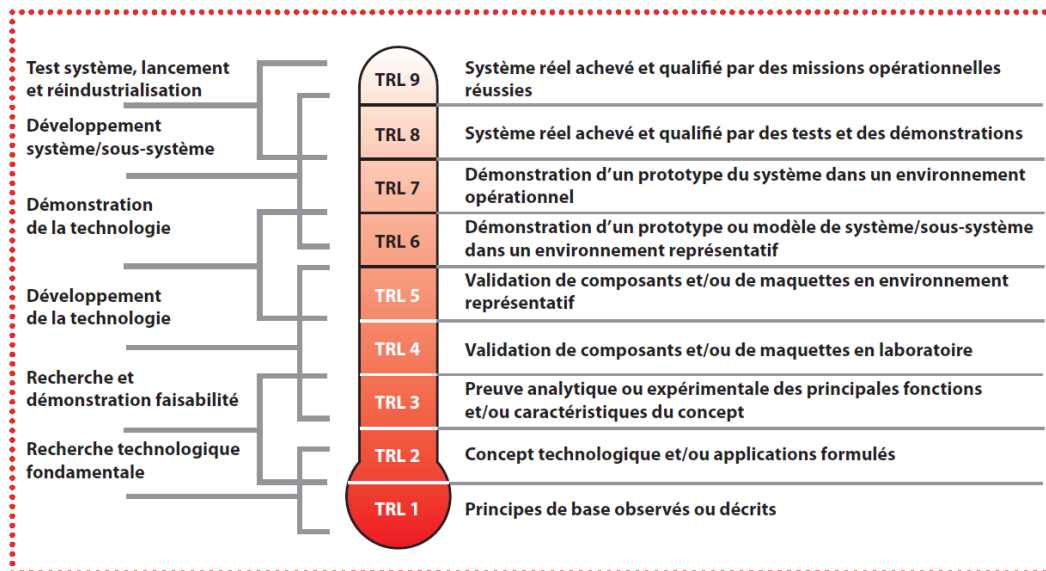 Test système, lancement
et réindustrialisation
Développement
système/sous-système
Démonstration
de la technologie
Développement
de la technologie
Recherche et
démonstration faisabilité
Recherche technologique
fondamentale
TRL 9
Système réel achevé et qualifié par des missions opérationnelles
réussies
TRL 8
Système réel achevé et qualifié par des tests et des démonstrations
TRL 7
Démonstration d’un prototype du système dans un environnement
opérationnel
TRL 6
Démonstration d’un prototype ou modèle de système/sous-système
dans un environnement représentatif
TRL 5
Validation de composants et/ou de maquettes en environnement
représentatif
TRL 4
Validation de composants et/ou de maquettes en laboratoire
TRL 3
Preuve analytique ou expérimentale des principales fonctions
et/ou caractéristiques du concept
TRL 2
Concept technologique et/ou applications formulés
TRL 1
Principes de base observés ou décrits